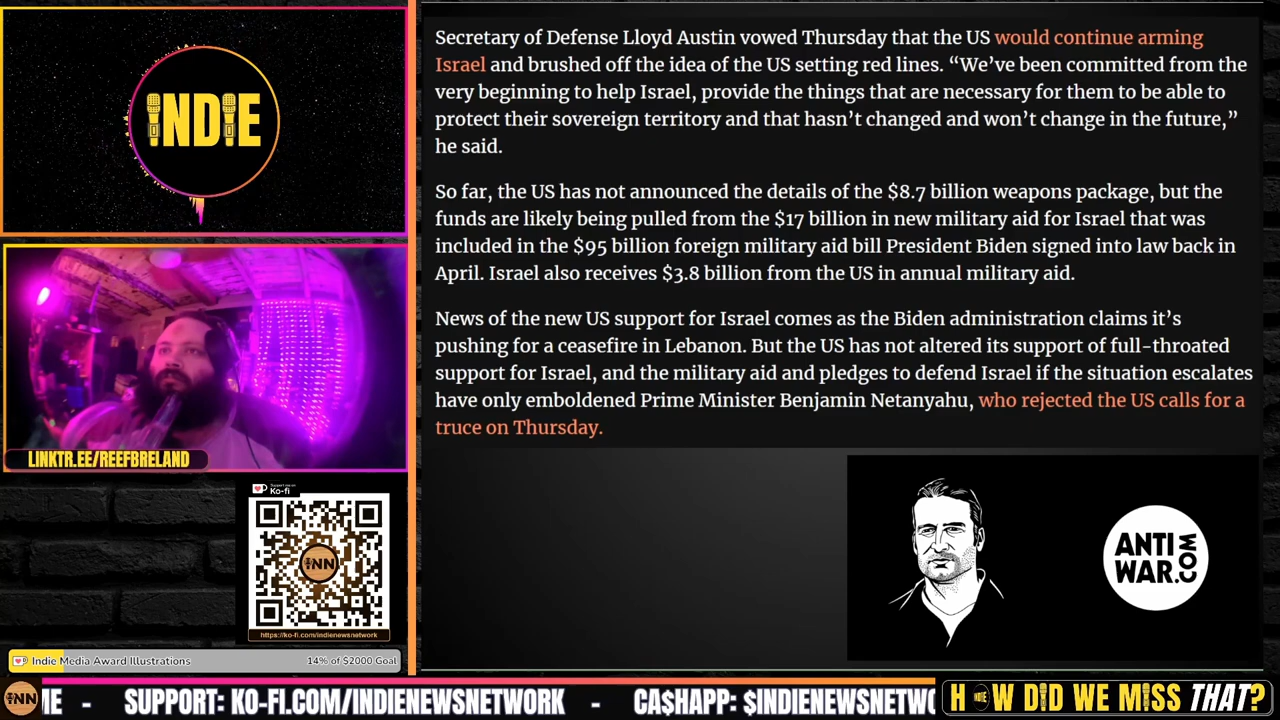 INDIE
Secretary of Defense Lloyd Austin vowed Thursday that the US would continue arming
Israel and brushed off the idea of the US setting red lines. “We’ve been committed from the
very beginning to help Israel, provide the things that are necessary for them to be able to
protect their sovereign territory and that hasn’t changed and won’t change in the future,”
he said.
So far, the US has not announced the details of the $8.7 billion weapons package, but the
funds are likely being pulled from the $17 billion in new military aid for Israel that was
included in the $95 billion foreign military aid bill President Biden signed into law back in
April. Israel also receives $3.8 billion from the US in annual military aid.
News of the new US support for Israel comes as the Biden administration claims it’s
pushing for a ceasefire in Lebanon. But the US has not altered its support of full-throated
support for Israel, and the military aid and pledges to defend Israel if the situation escalates
have only emboldened Prime Minister Benjamin Netanyahu, who rejected the US calls for a
truce on Thursday.
LINKTR.EE/REEFBRELAND
Support me on
Ko-fi
INN
https://ko-fi.com/indienewsnetwork
ANTI
WAR.COM
Indie Media Award Illustrations 14% of $2000 Goal
INN
ME - SUPPORT: KO-FI.COM/INDIENEWSNETWORK - CA$HAPP: $INDIENEWSNETWO
HOW DID WE MISS THAT?